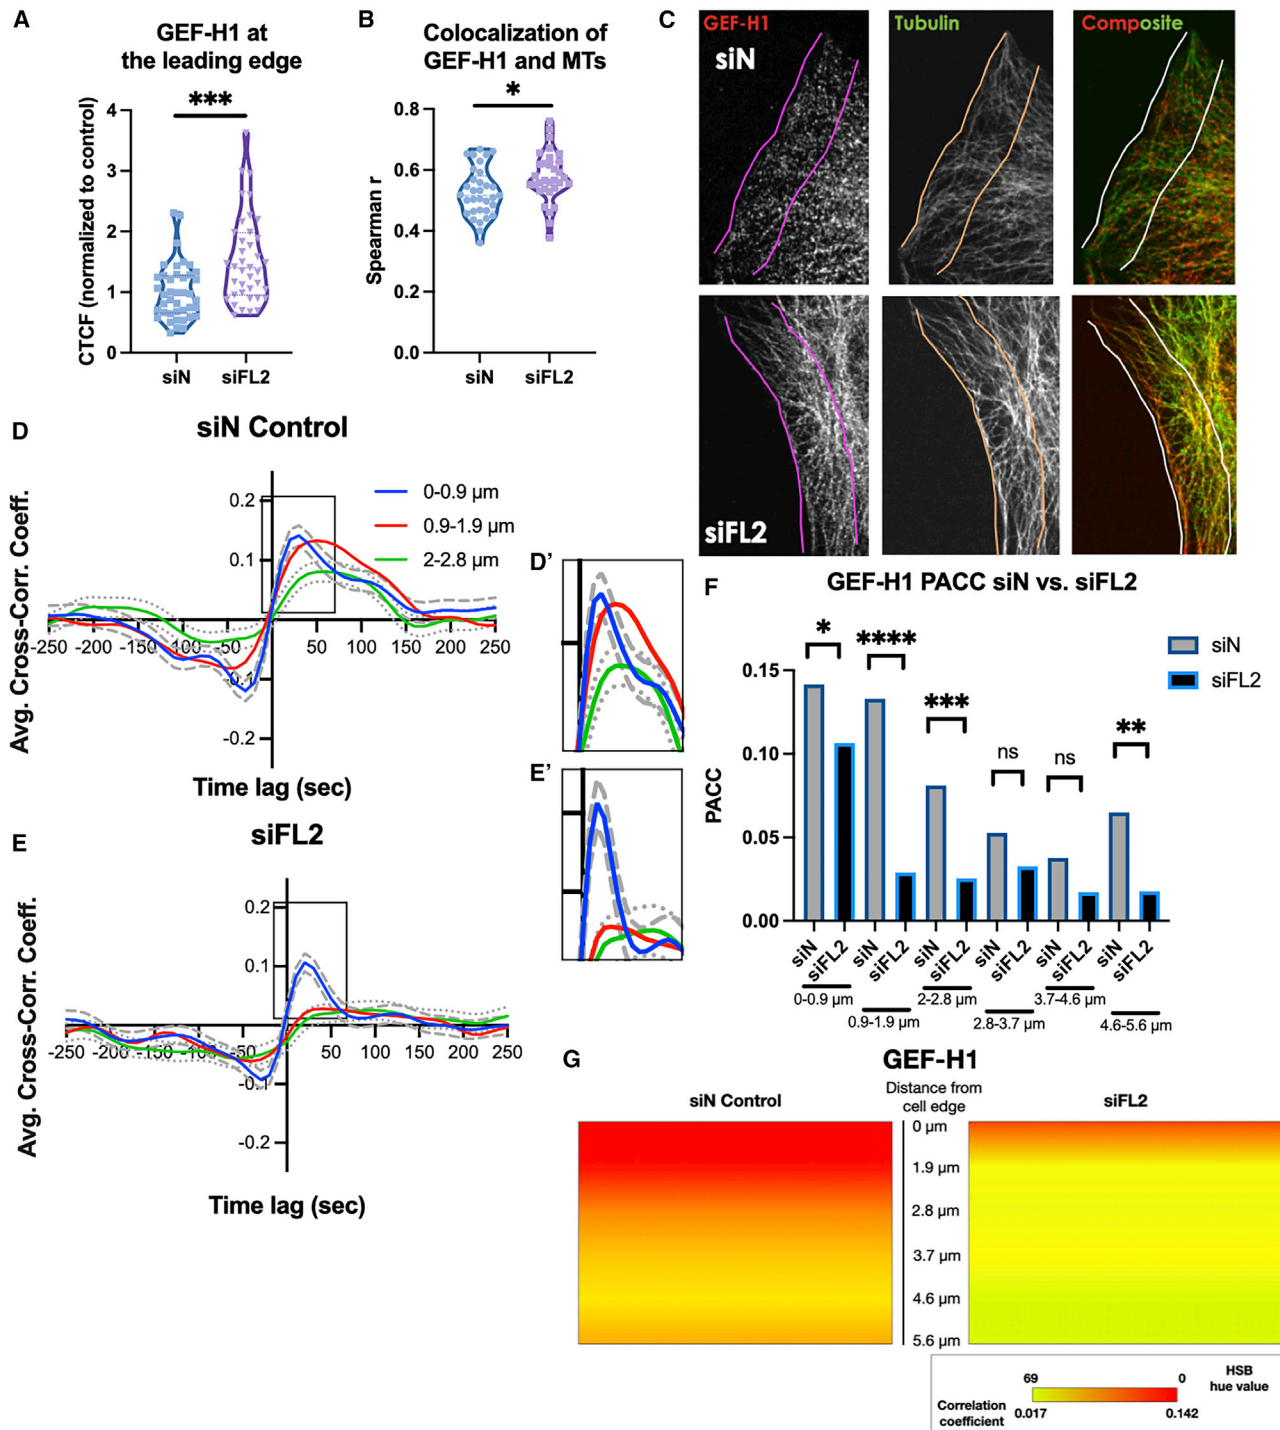 A
GEF-H1 at
the leading edge
***
CTCF (normalized to control)
4
3
2
1
0
siN
siFL2
B
Colocalization of
GEF-H1 and MTs
*
Spearman r
0.8
0.6
0.4
0.2
0.0
siN
siFL2
C
GEF-H1
Tubulin
Composite
siN
siFL2
D
siN Control
Avg. Cross-Corr. Coeff.
0.2
0.1
-0.1
-0.2
-250
-200
-150
-100
-50
50
100
150
200
250
0-0.9 µm
0.9-1.9 µm
2-2.8 µm
Time lag (sec)
D'
E'
E
siFL2
Avg. Cross-Corr. Coeff.
0.2
0.1
-0.1
-0.2
-250
-200
-150
-100
-50
50
100
150
200
250
Time lag (sec)
F
GEF-H1 PACC siN vs. siFL2
PACC
0.15
0.10
0.05
0.00
*
****
***
ns
ns
**
siN
siFL2
siN
siFL2
siN
siFL2
siN
siFL2
siN
siFL2
siN
siFL2
siN
siFL2
0-0.9 µm
0.9-1.9 µm
2-2.8 µm
2.8-3.7 µm
3.7-4.6 µm
4.6-5.6 µm
G
GEF-H1
siN Control
Distance from
cell edge
siFL2
0 µm
1.9 µm
2.8 µm
3.7 µm
4.6 µm
5.6 µm
69
0
HSB
hue value
Correlation
coefficient
0.017
0.142